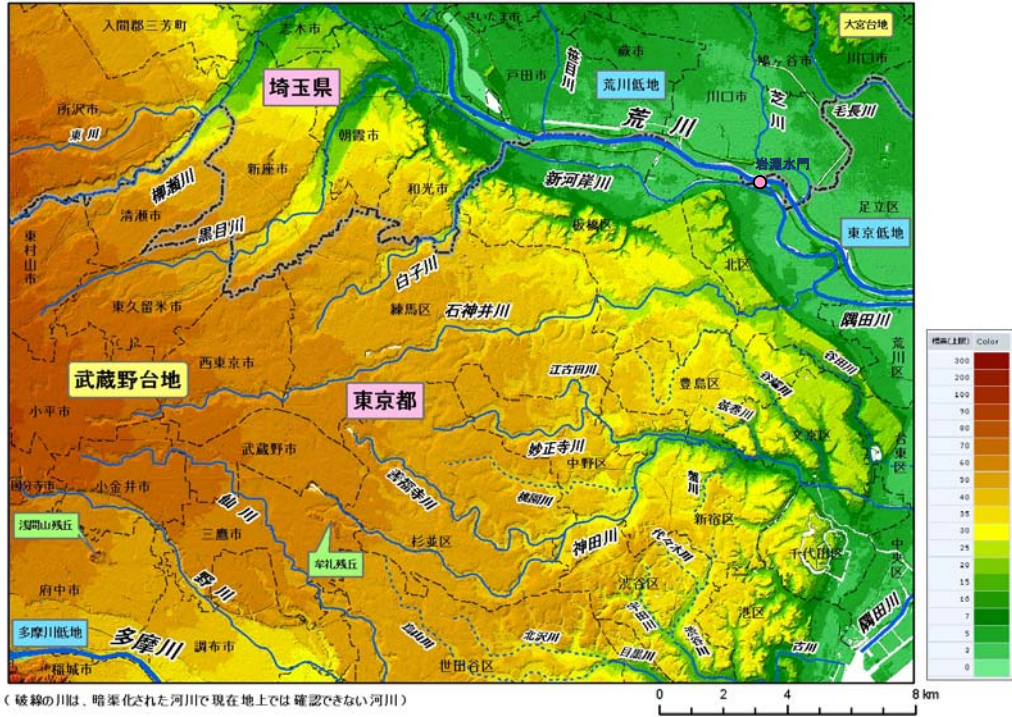 入間郡三芳町
志木市
さいたま市
大宮台地
笹目川
蕨市
鳩ヶ谷市
川口市
戸田市
荒川低地
埼玉県
川口市
芝川
毛長川
所沢市
東川
朝霞市
荒川
岩淵水門
柳瀬川
新座市
和光市
新河岸川
足立区
清瀬市
板橋区
東京低地
東村山市
黒目川
白子川
北区
東久留米市
練馬区
石神井川
隅田川
荒川区
西東京市
谷田川
武蔵野台地
江古田川
豊島区
東京都
小平市
弦巻川
文京区
台東区
武蔵野市
妙正寺川
中野区
善福寺川
桃園川
国分寺市
小金井市
仙川
新宿区
浅間山残丘
三鷹市
牟礼残丘
杉並区
神田川
代々木川
千代田区
中央区
野川
府中市
渋谷区
港区
隅田川
多摩川低地
多摩川
調布市
烏山川
北沢川
渋谷川
目黒川
古川
稲城市
世田谷区
標高(上限) Color
300
200
100
90
80
70
60
50
40
35
30
25
20
15
10
7
5
3
0
( 破線の川は、暗渠化された河川で現在地上では確認できない河川 )
0 2 4 8 km